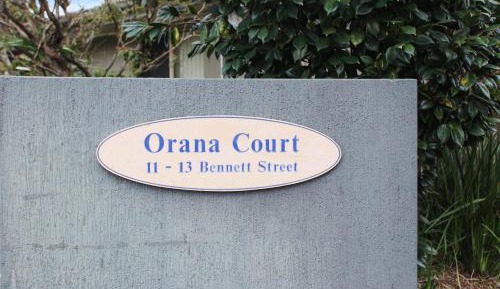 Orana Court
11 - 13 Bennett Street